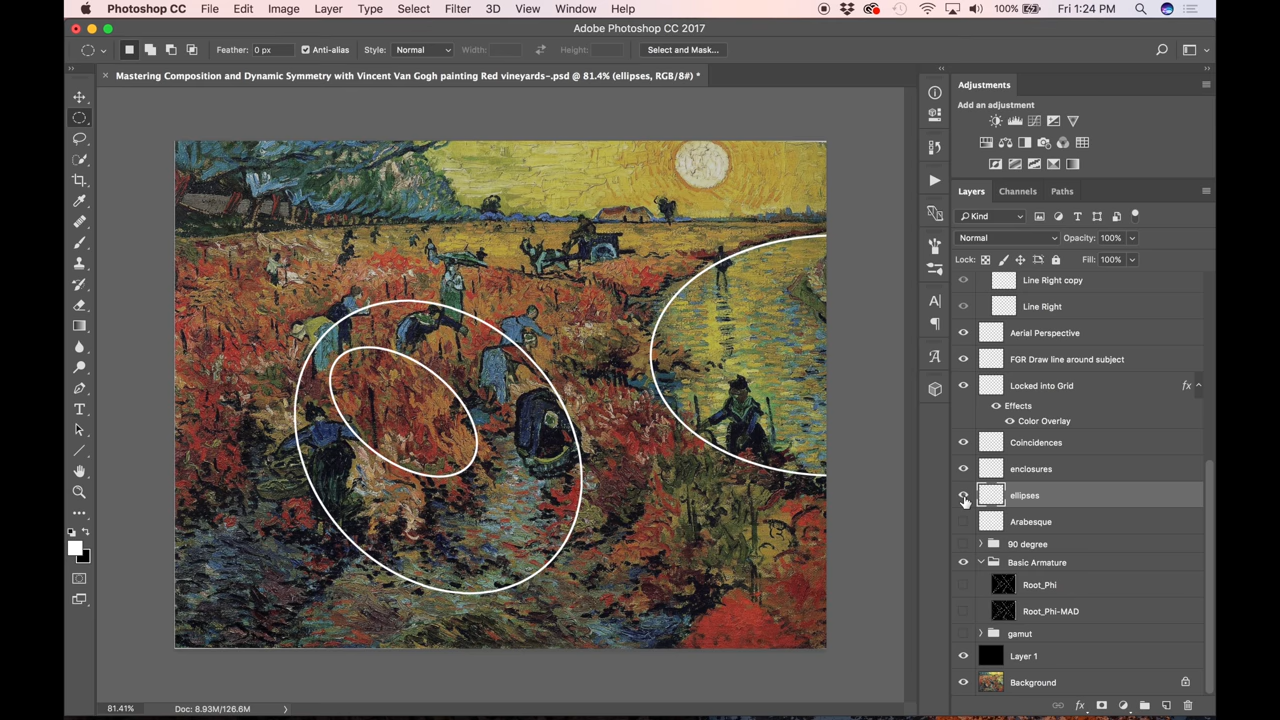 Photoshop CC File Edit Image Layer Type Select Filter 3D View Window Help 100% Fri 1:24 PM
Adobe Photoshop CC 2017
Feather: 0 px Anti-alias Style: Normal Width: Height: Select and Mask...
Mastering Composition and Dynamic Symmetry with Vincent Van Gogh painting Red vineyards-.psd @ 81.4% (ellipses, RGB/8#) *
Adjustments
Add an adjustment
Layers Channels Paths
Kind
Normal Opacity: 100%
Lock: Fill: 100%
Line Right copy
Line Right
Aerial Perspective
FGR Draw line around subject
Locked into Grid fx
Effects
Color Overlay
Coincidences
enclosures
ellipses
Arabesque
90 degree
Basic Armature
Root_Phi
Root_Phi-MAD
gamut
Layer 1
Background
81.41% Doc: 8.93M/126.6M
fx